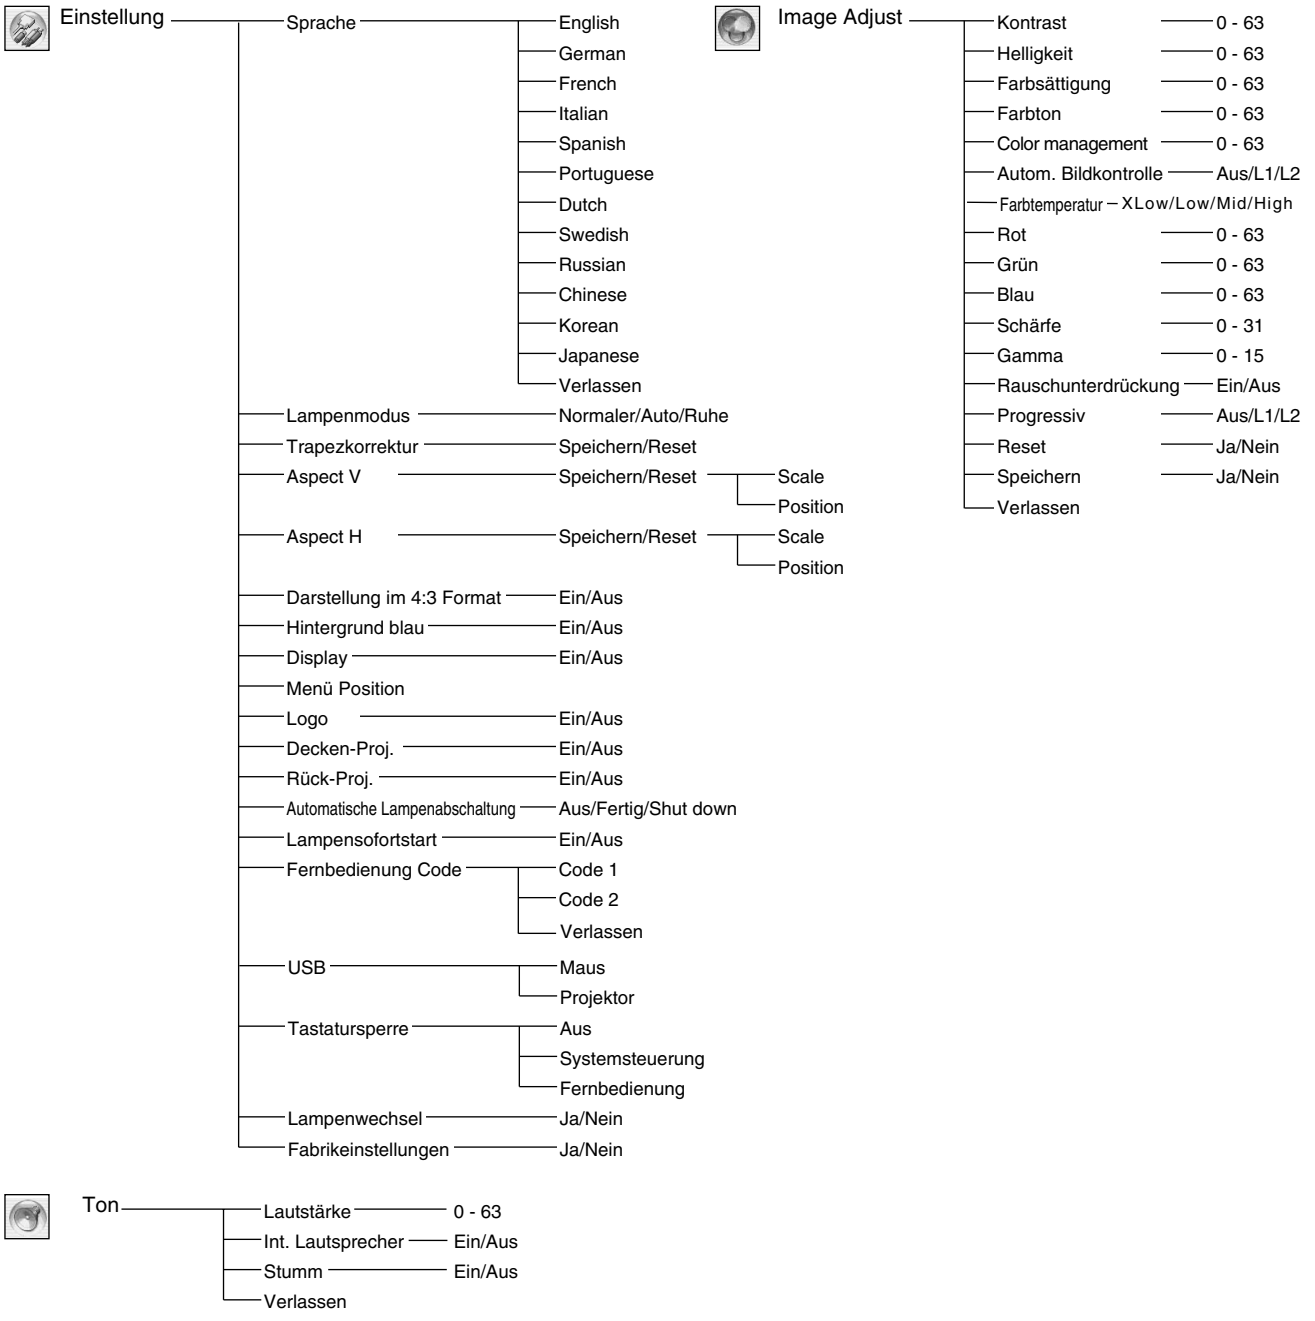 Einstellung
Sprache
English
German
French
Italian
Spanish
Portuguese
Dutch
Swedish
Russian
Chinese
Korean
Japanese
Verlassen
Lampenmodus Normaler/Auto/Ruhe
Trapezkorrektur Speichern/Reset
Aspect V Speichern/Reset Scale
Position
Aspect H Speichern/Reset Scale
Position
Darstellung im 4:3 Format Ein/Aus
Hintergrund blau Ein/Aus
Display Ein/Aus
Menü Position
Logo Ein/Aus
Decken-Proj. Ein/Aus
Rück-Proj. Ein/Aus
Automatische Lampenabschaltung Aus/Fertig/Shut down
Lampensofortstart Ein/Aus
Fernbedienung Code Code 1
Code 2
Verlassen
USB Maus
Projektor
Tastatursperre Aus
Systemsteuerung
Fernbedienung
Lampenwechsel Ja/Nein
Fabrikeinstellungen Ja/Nein
Image Adjust
Kontrast 0 - 63
Helligkeit 0 - 63
Farbsättigung 0 - 63
Farbton 0 - 63
Color management 0 - 63
Autom. Bildkontrolle Aus/L1/L2
Farbtemperatur XLow/Low/Mid/High
Rot 0 - 63
Grün 0 - 63
Blau 0 - 63
Schärfe 0 - 31
Gamma 0 - 15
Rauschunterdrückung Ein/Aus
Progressiv Aus/L1/L2
Reset Ja/Nein
Speichern Ja/Nein
Verlassen
Ton
Lautstärke 0 - 63
Int. Lautsprecher Ein/Aus
Stumm Ein/Aus
Verlassen